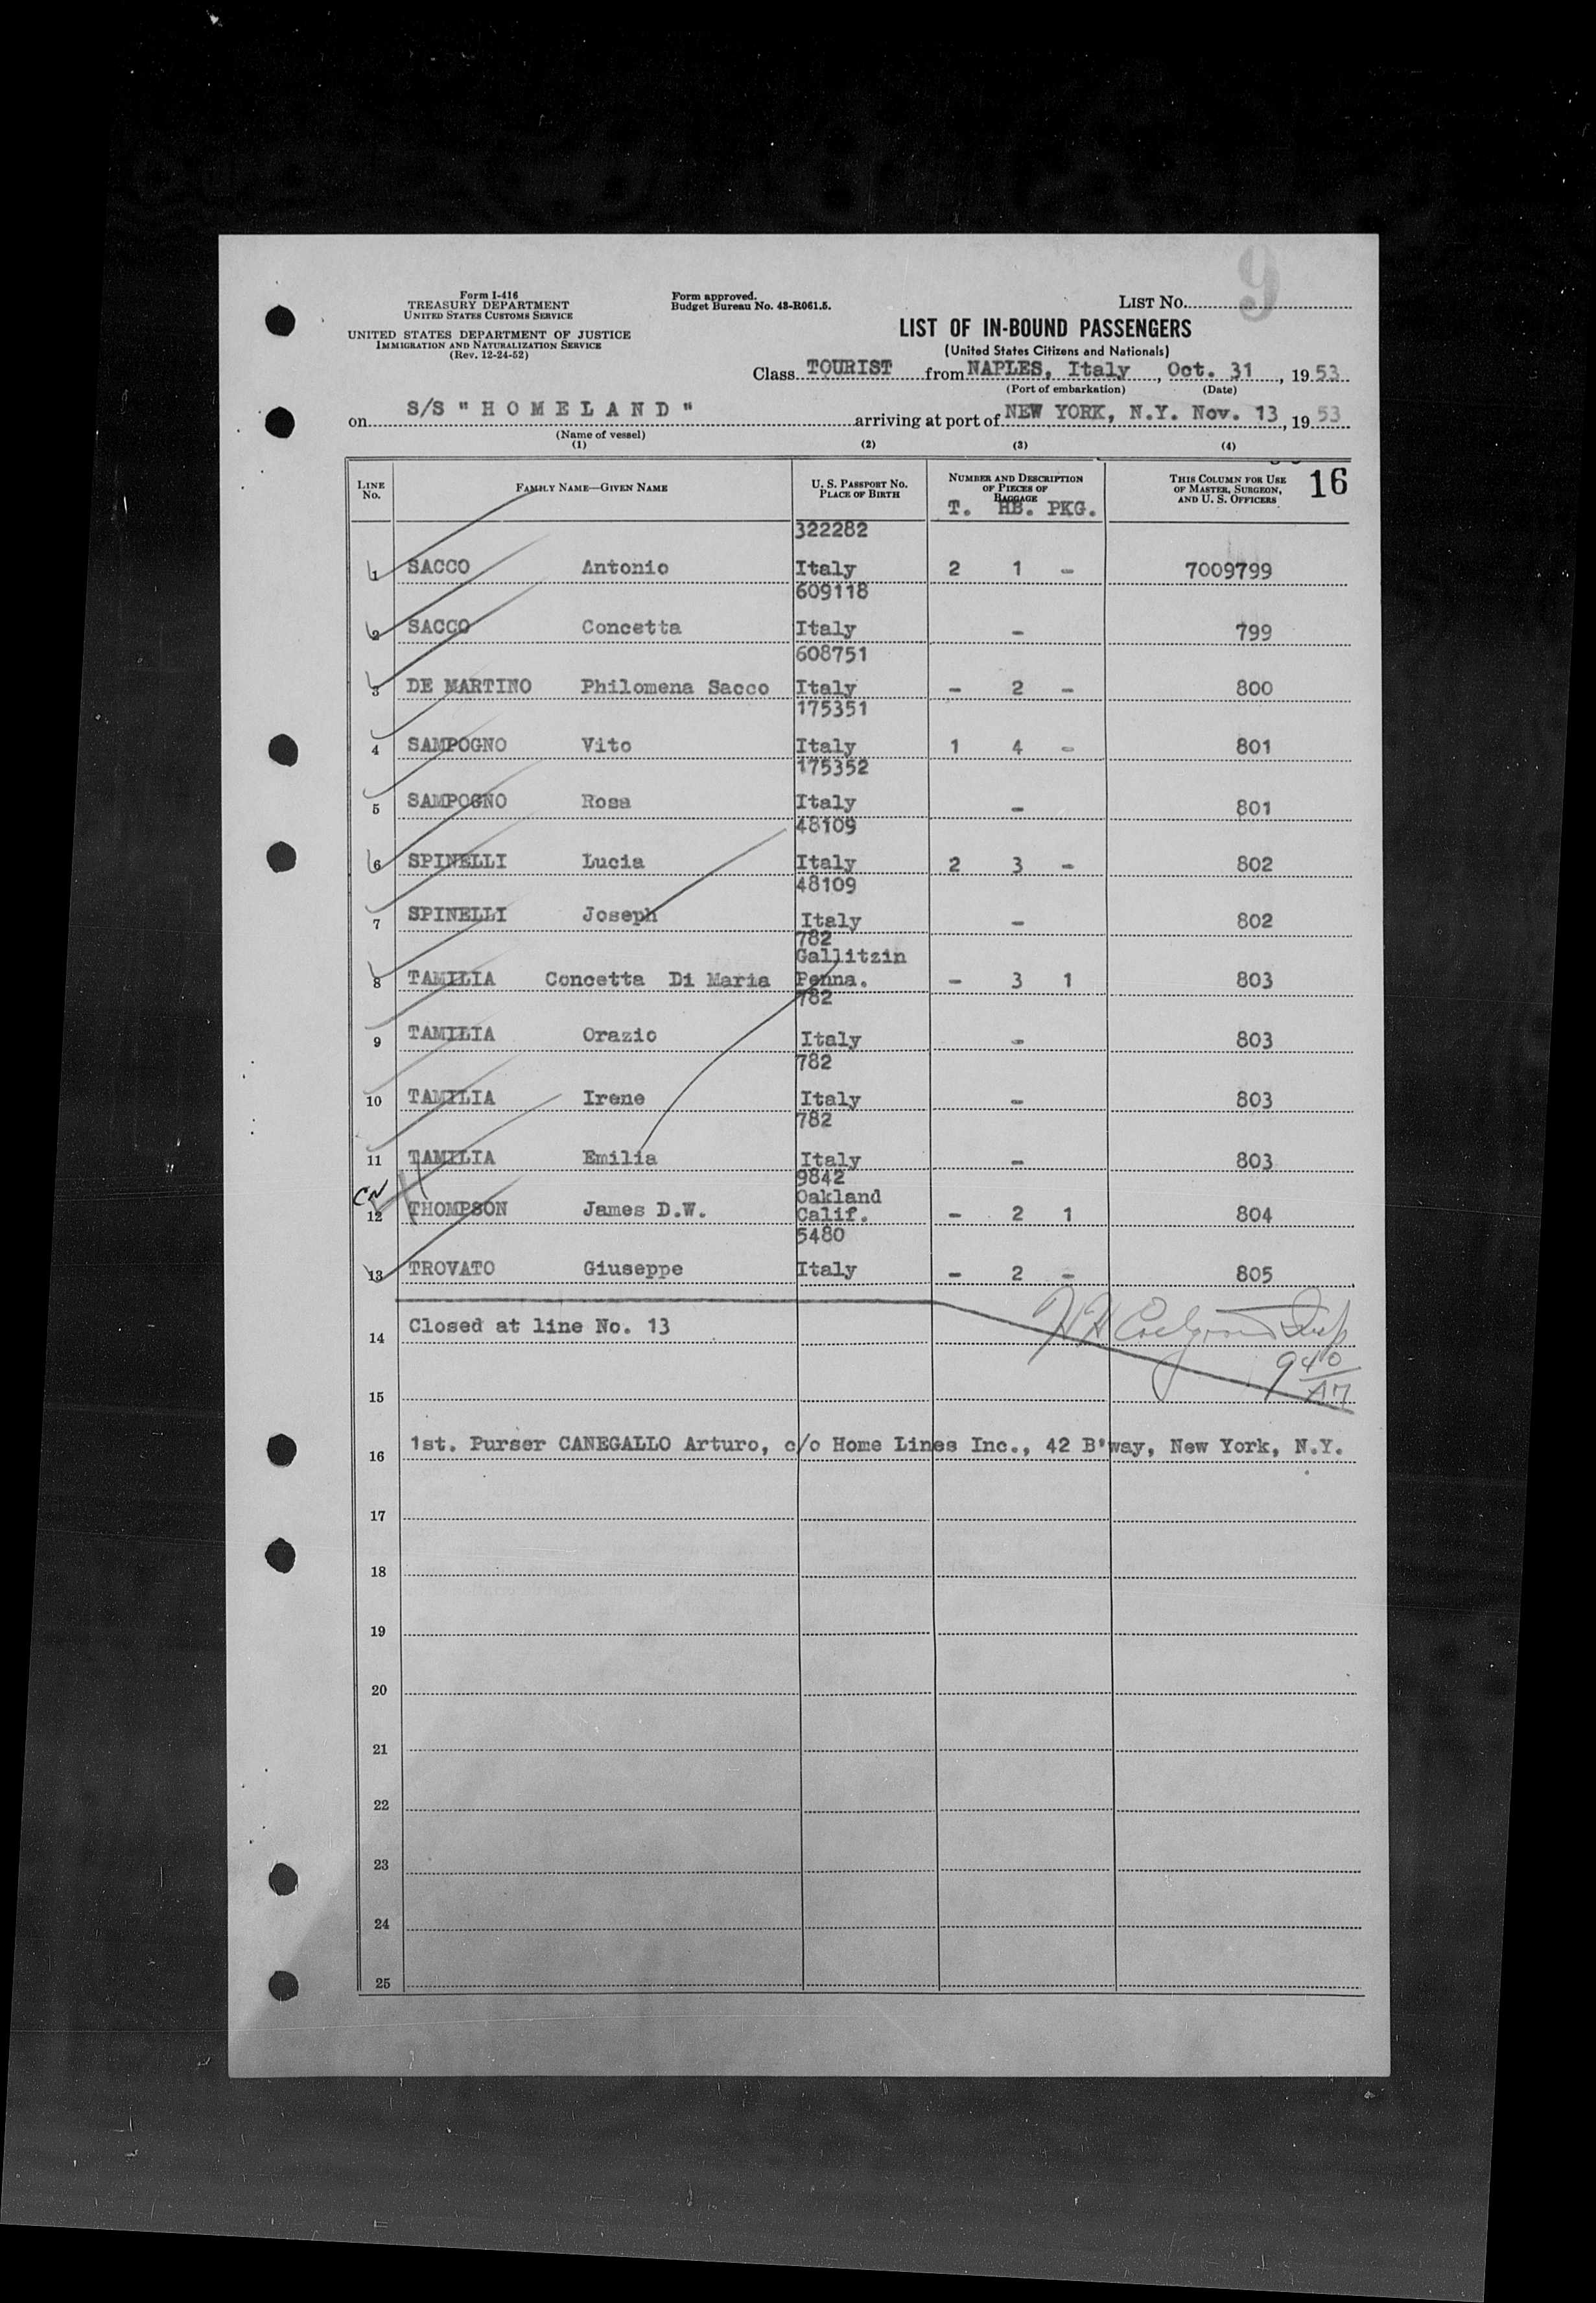 9
Form I-416
TREASURY DEPARTMENT
UNITED STATES CUSTOMS SERVICE
UNITED STATES DEPARTMENT OF JUSTICE
IMMIGRATION AND NATURALIZATION SERVICE
(Rev. 12-24-52)
Form approved.
Budget Bureau No. 43-R061.5.
LIST No.
LIST OF IN-BOUND PASSENGERS
(United States Citizens and Nationals)
Class TOURIST from NAPLES, Italy, Oct. 31, 1953
(Port of embarkation) (Date)
on S/S "HOMELAND" arriving at port of NEW YORK, N.Y. Nov. 13, 1953
(Name of vessel)
(1) (2) (3) (4)
LINE No. FAMILY NAME—GIVEN NAME U. S. PASSPORT No. PLACE OF BIRTH NUMBER AND DESCRIPTION OF PIECES OF BAGGAGE THIS COLUMN FOR USE OF MASTER, SURGEON, AND U. S. OFFICERS 16
T. HB. PKG.
322282
1 SACCO Antonio Italy 2 1 - 7009799
609118
2 SACCO Concetta Italy - 799
608751
3 DE MARTINO Philomena Sacco Italy - 2 - 800
175351
4 SAMPOGNO Vito Italy 1 4 - 801
175352
5 SAMPOGNO Rosa Italy - 801
48109
6 SPINELLI Lucia Italy 2 3 - 802
48109
7 SPINELLI Joseph Italy - 802
782
Gallitzin
8 TAMILIA Concetta Di Maria Penna. - 3 1 803
782
9 TAMILIA Orazio Italy - 803
782
10 TAMILIA Irene Italy - 803
782
11 TAMILIA Emilia Italy - 803
9842
CN Oakland
12 THOMPSON James D.W. Calif. - 2 1 804
5480
13 TROVATO Giuseppe Italy - 2 - 805
14 Closed at line No. 13
940
AM
15
16 1st. Purser CANEGALLO Arturo, c/o Home Lines Inc., 42 B'way, New York, N.Y.
17
18
19
20
21
22
23
24
25